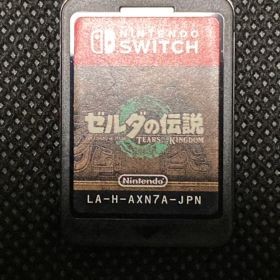 NINTENDO
SWITCH
ゼルダの伝説
TEARS OF THE KINGDOM
Nintendo
LA-H-AXN7A-JPN